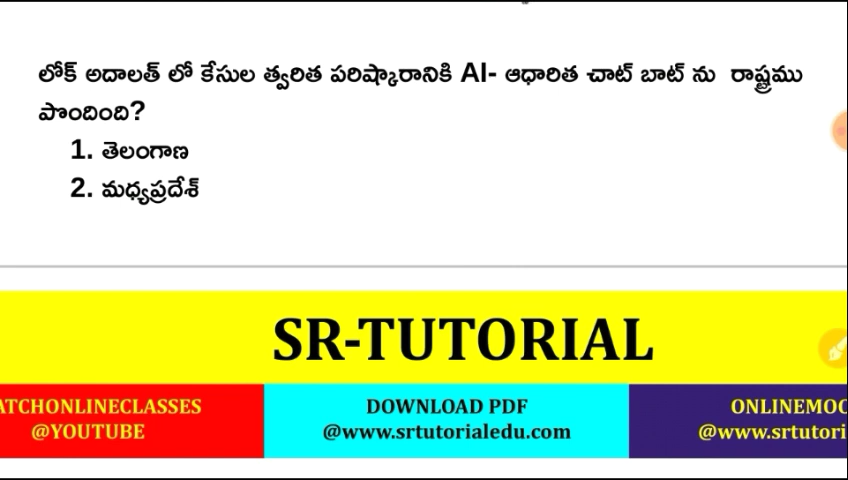 లోక్ అదాలత్ లో కేసుల త్వరిత పరిష్కారానికి AI- ఆధారిత చాట్ బాట్ ను రాష్ట్రము
పొందింది?
1. తెలంగాణ
2. మధ్యప్రదేశ్
SR-TUTORIAL
ATCHONLINECLASSES
@YOUTUBE
DOWNLOAD PDF
@www.srtutorialedu.com
ONLINEMOC
@www.srtutori